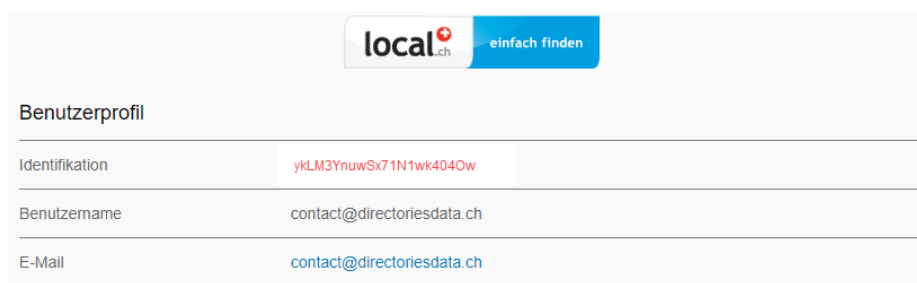 local.ch einfach finden
Benutzerprofil
Identifikation ykLM3YnuwSx71N1wk404Ow
Benutzername contact@directoriesdata.ch
E-Mail contact@directoriesdata.ch